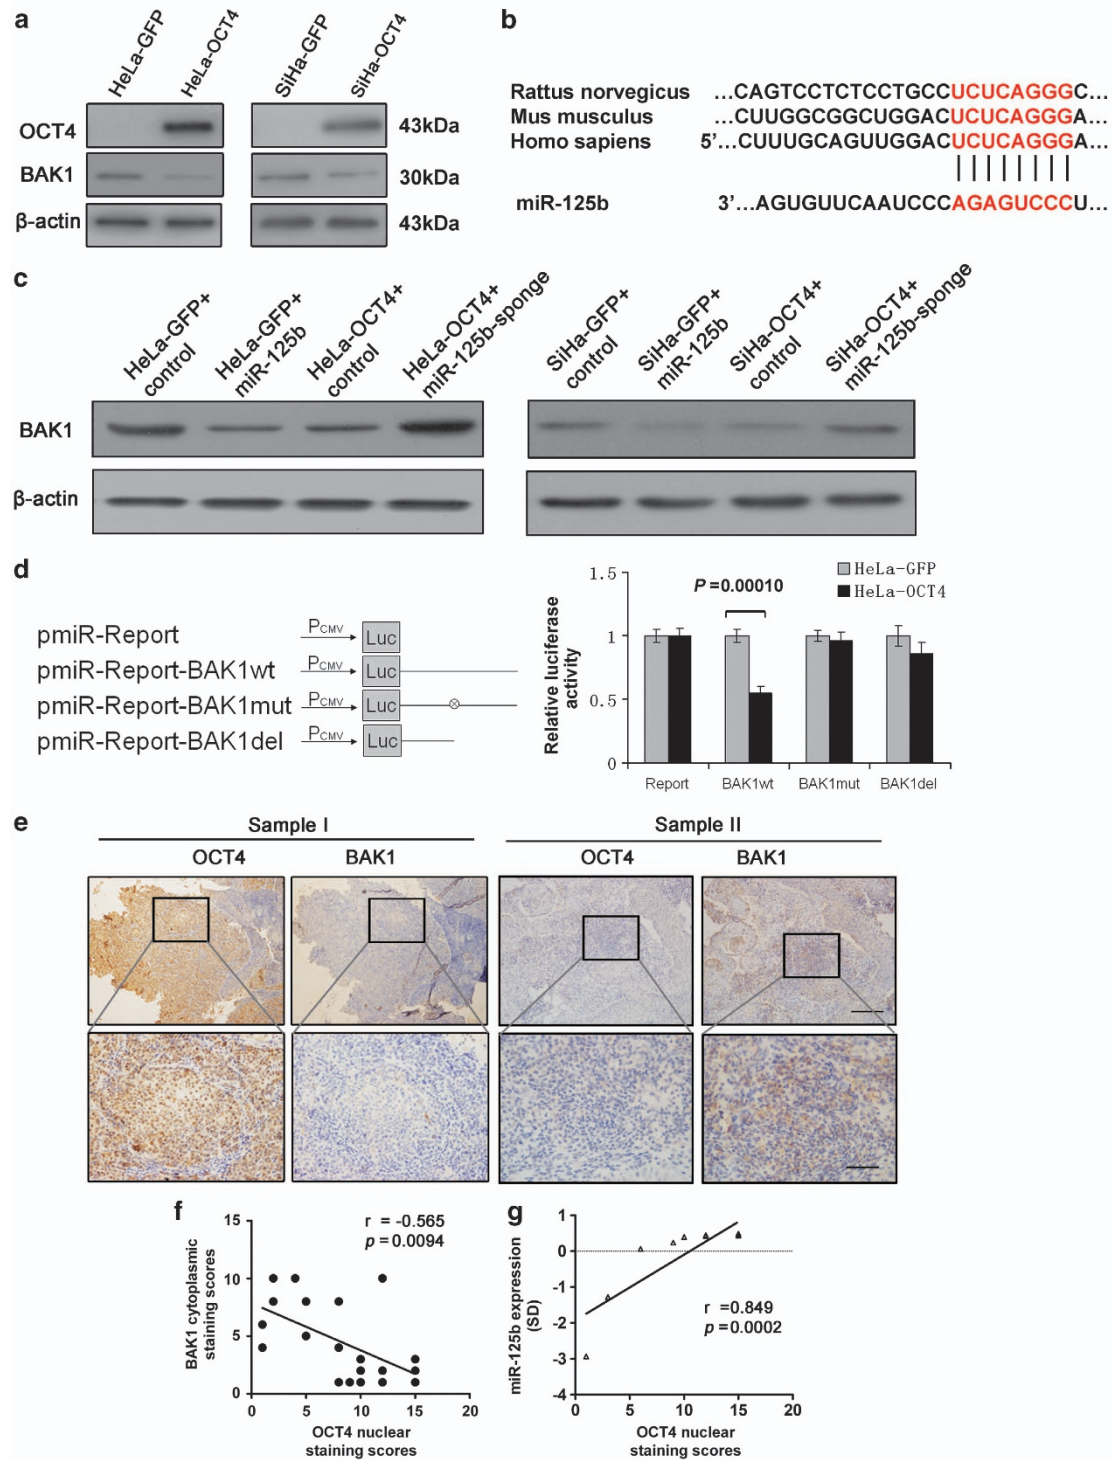 a
HeLa-GFP
HeLa-OCT4
SiHa-GFP
SiHa-OCT4
OCT4
43kDa
BAK1
30kDa
β-actin
43kDa
b
Rattus norvegicus ...CAGTCCTCTCCTGCCUCUCAGGGC...
Mus musculus ...CUUGGCGGCUGGACUCUCAGGGA...
Homo sapiens 5'...CUUUGCAGUUGGACUCUCAGGGA...
miR-125b 3'...AGUGUUCAAUCCCAGAGUCCCU...
c
HeLa-GFP+
control
HeLa-GFP+
miR-125b
HeLa-OCT4+
control
HeLa-OCT4+
miR-125b-sponge
SiHa-GFP+
control
SiHa-GFP+
miR-125b
SiHa-OCT4+
control
SiHa-OCT4+
miR-125b-sponge
BAK1
β-actin
d
pmiR-Report PCMV Luc
pmiR-Report-BAK1wt PCMV Luc
pmiR-Report-BAK1mut PCMV Luc
pmiR-Report-BAK1del PCMV Luc
Relative luciferase
activity
1.5
1
0.5
0
P=0.00010
HeLa-GFP
HeLa-OCT4
Report BAK1wt BAK1mut BAK1del
e
Sample I Sample II
OCT4 BAK1 OCT4 BAK1
f
BAK1 cytoplasmic
staining scores
15
10
5
0
r = -0.565
p = 0.0094
0 5 10 15 20
OCT4 nuclear
staining scores
g
miR-125b expression
(SD)
1
0
-1
-2
-3
-4
r =0.849
p=0.0002
0 5 10 15 20
OCT4 nuclear
staining scores